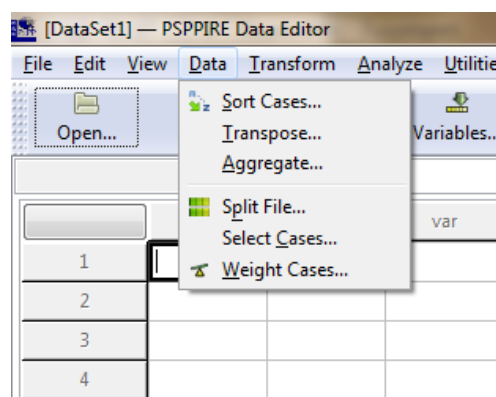 [DataSet1] — PSPPIRE Data Editor
File Edit View Data Transform Analyze Utilitie
Open... Variables...
Sort Cases...
Transpose...
Aggregate...
Split File...
Select Cases...
Weight Cases...
var
1
2
3
4